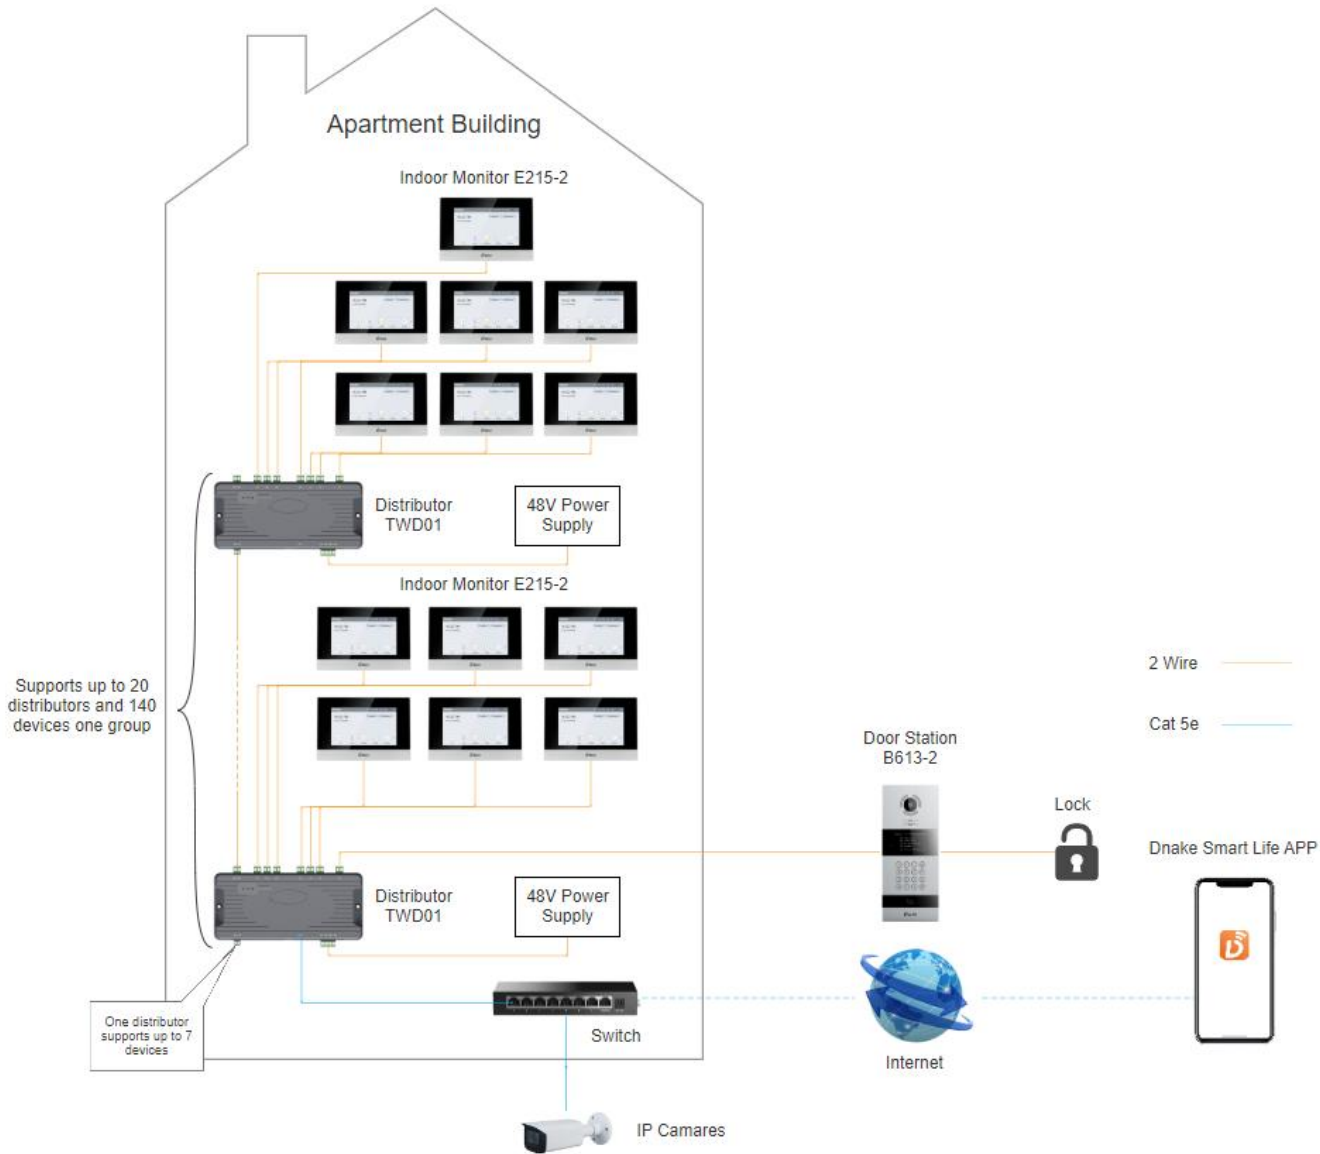 Apartment Building
Indoor Monitor E215-2
Distributor
TWD01
48V Power
Supply
Indoor Monitor E215-2
Supports up to 20
distributors and 140
devices one group
2 Wire
Cat 5e
Door Station
B613-2
Lock
Dnake Smart Life APP
Distributor
TWD01
48V Power
Supply
One distributor
supports up to 7
devices
Switch
Internet
IP Camares